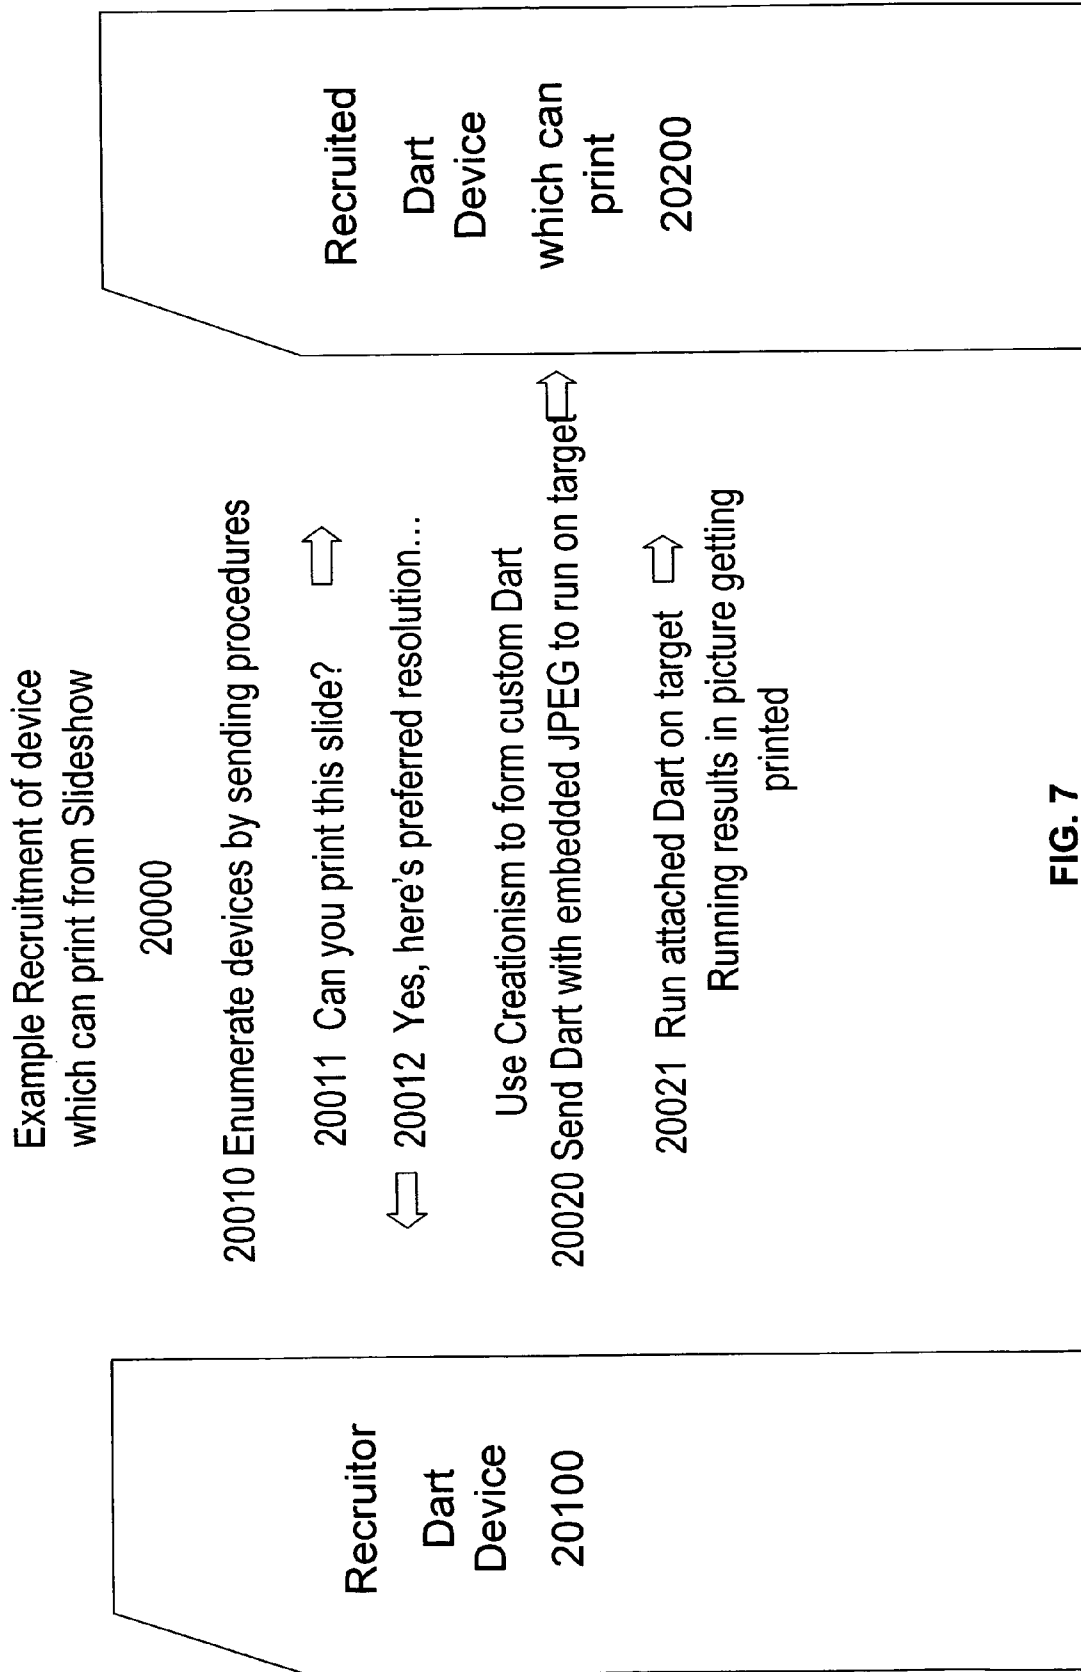 Example Recruitment of device
which can print from Slideshow
20000
20010 Enumerate devices by sending procedures
20011 Can you print this slide?
20012 Yes, here's preferred resolution...
Use Creationism to form custom Dart
20020 Send Dart with embedded JPEG to run on target
20021 Run attached Dart on target
Running results in picture getting
printed
Recruitor
Dart
Device
20100
Recruited
Dart
Device
which can
print
20200
FIG. 7